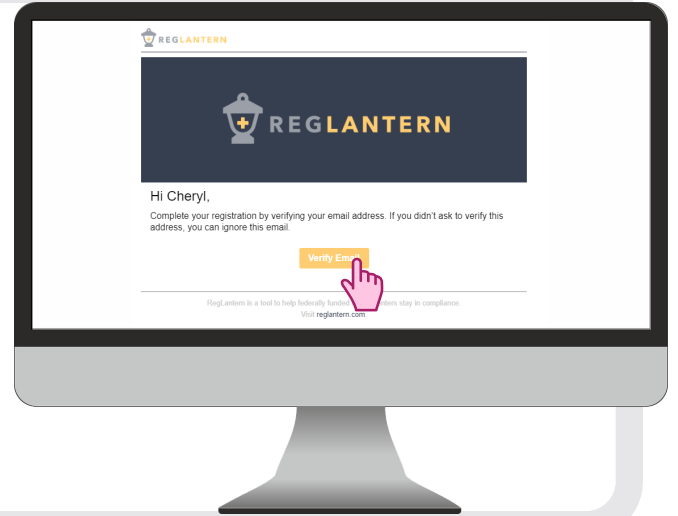 REGLANTERN
REGLANTERN
Hi Cheryl,
Complete your registration by verifying your email address. If you didn't ask to verify this
address, you can ignore this email.
Verify Email
RegLantern is a tool to help federally funded enters stay in compliance
Visit reglantern.com